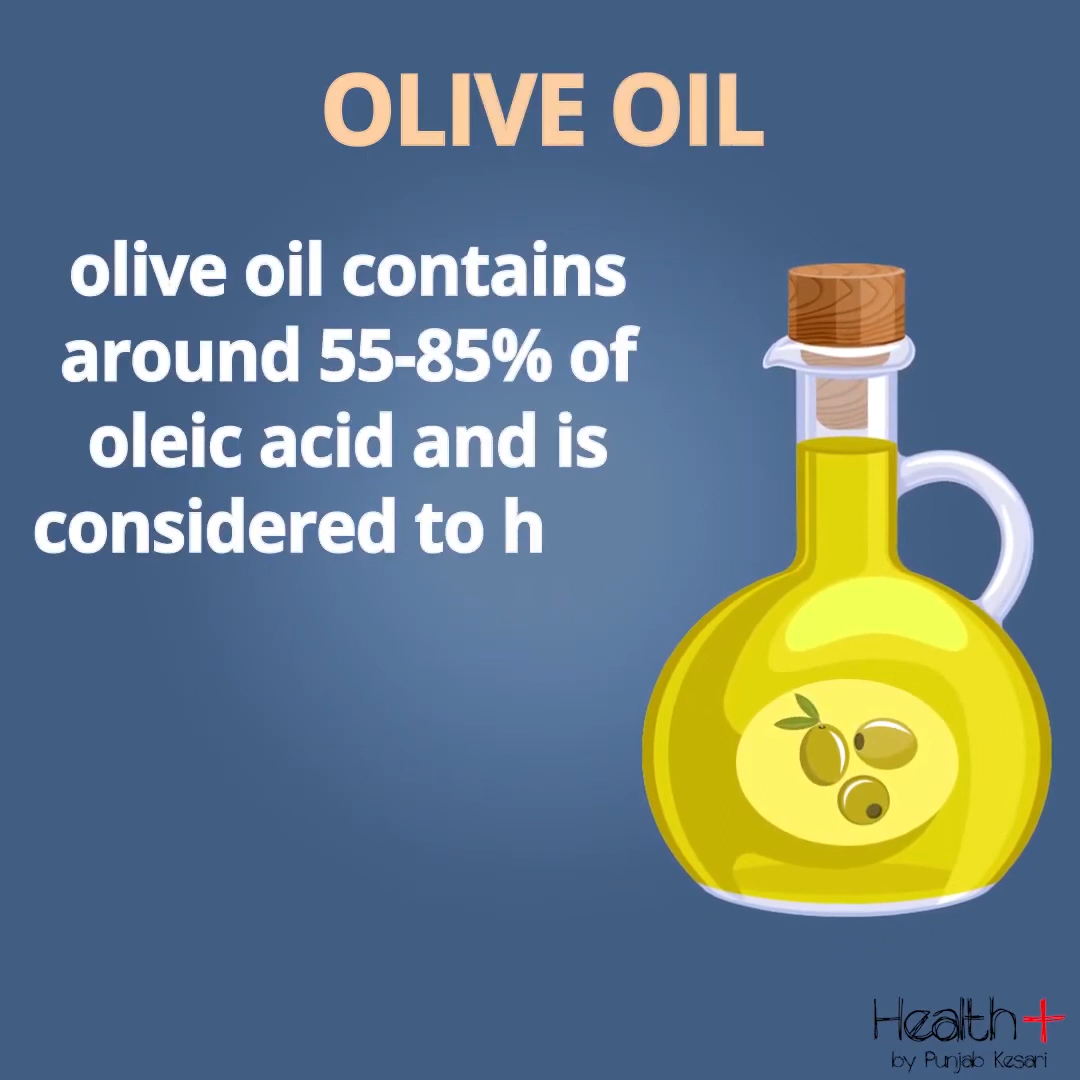 OLIVE OIL
olive oil contains
around 55-85% of
oleic acid and is
considered to h
Health+
by Punjab Kesari